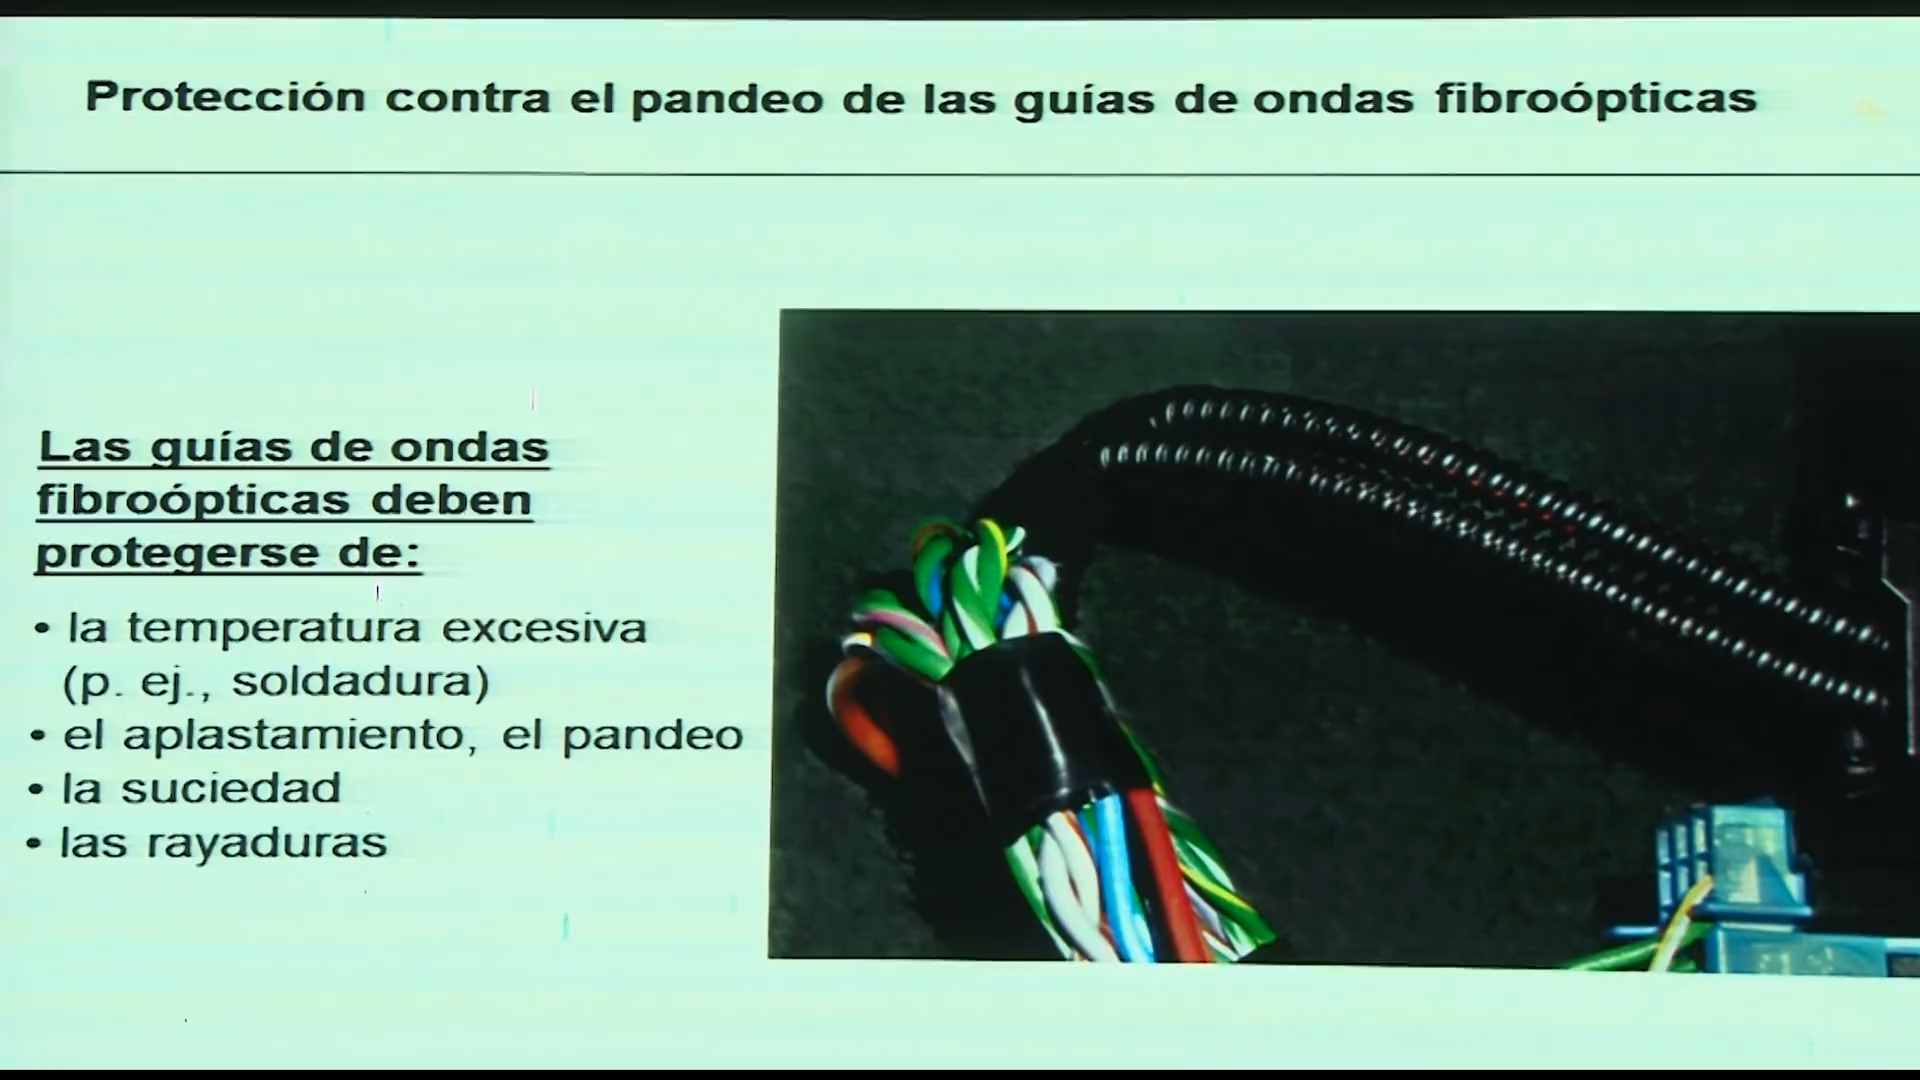 Protección contra el pandeo de las guías de ondas fibroópticas
Las guías de ondas
fibroópticas deben
protegerse de:
• la temperatura excesiva
(p. ej., soldadura)
• el aplastamiento, el pandeo
• la suciedad
• las rayaduras